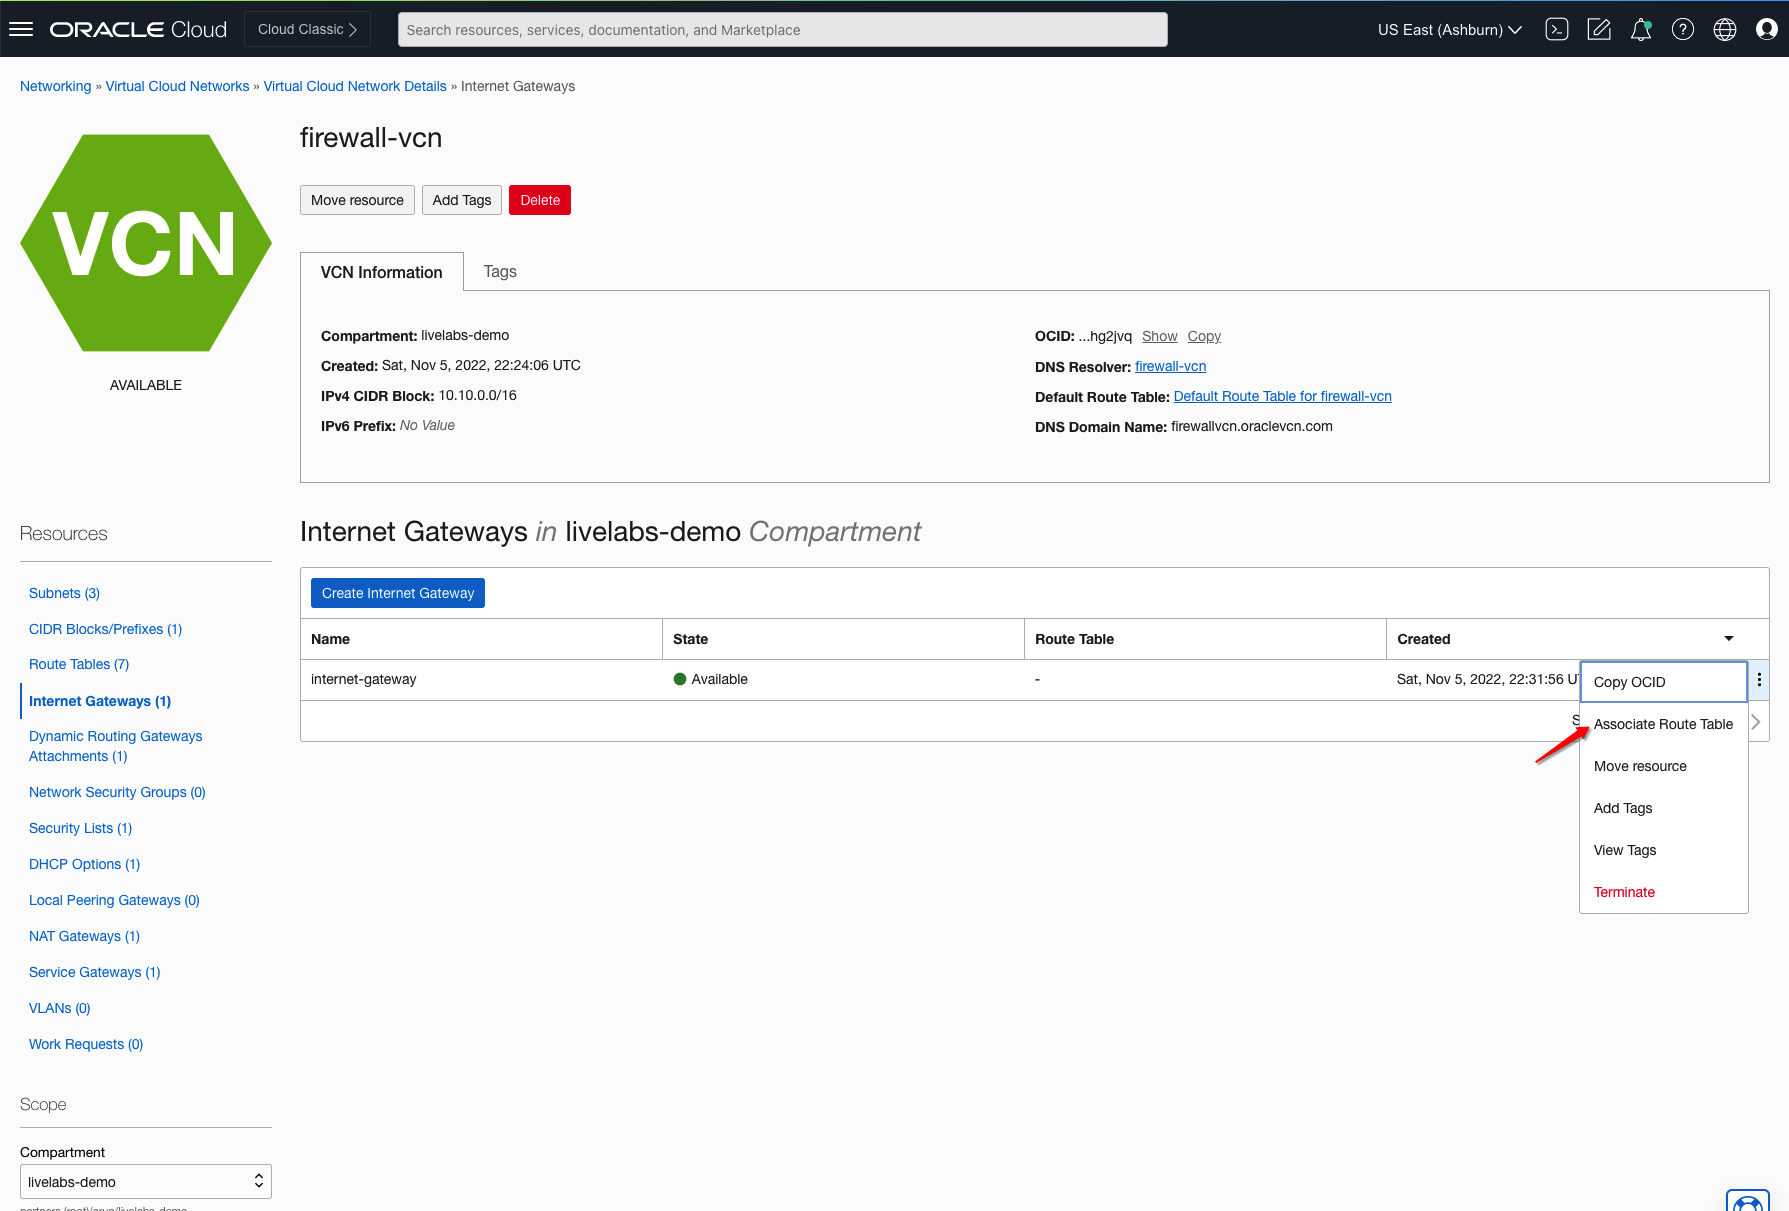 ORACLE Cloud
Cloud Classic
Search resources, services, documentation, and Marketplace
US East (Ashburn)
Networking » Virtual Cloud Networks » Virtual Cloud Network Details » Internet Gateways
VCN
AVAILABLE
firewall-vcn
Move resource
Add Tags
Delete
VCN Information
Tags
Compartment: livelabs-demo
Created: Sat, Nov 5, 2022, 22:24:06 UTC
IPv4 CIDR Block: 10.10.0.0/16
IPv6 Prefix: No Value
OCID: ...hg2jvq Show Copy
DNS Resolver: firewall-vcn
Default Route Table: Default Route Table for firewall-vcn
DNS Domain Name: firewallvcn.oraclevcn.com
Resources
Subnets (3)
CIDR Blocks/Prefixes (1)
Route Tables (7)
Internet Gateways (1)
Dynamic Routing Gateways
Attachments (1)
Network Security Groups (0)
Security Lists (1)
DHCP Options (1)
Local Peering Gateways (0)
NAT Gateways (1)
Service Gateways (1)
VLANs (0)
Work Requests (0)
Scope
Compartment
livelabs-demo
Internet Gateways in livelabs-demo Compartment
Create Internet Gateway
Name State Route Table Created
internet-gateway Available - Sat, Nov 5, 2022, 22:31:56
Copy OCID
Associate Route Table
Move resource
Add Tags
View Tags
Terminate